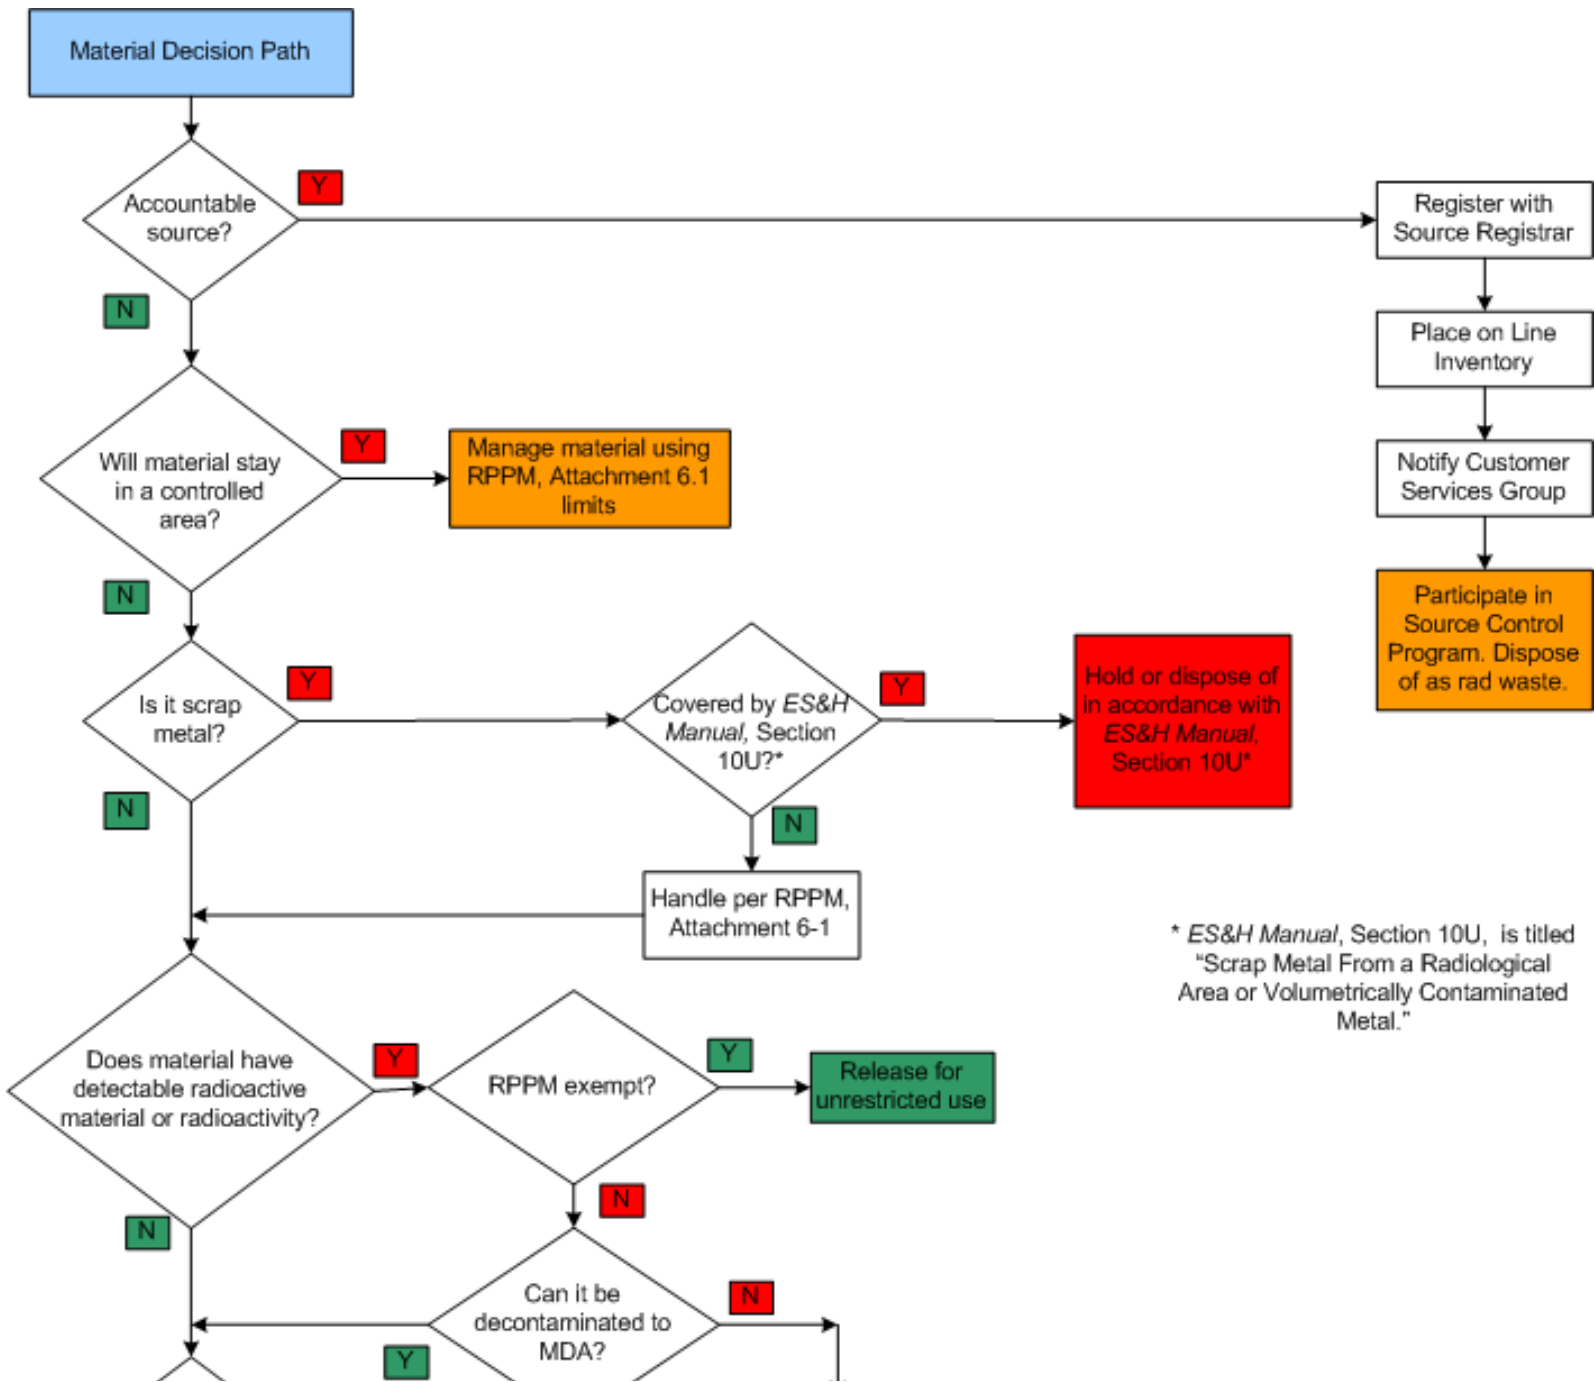 Material Decision Path
Accountable
source?
Y
N
Register with
Source Registrar
Place on Line
Inventory
Notify Customer
Services Group
Participate in
Source Control
Program. Dispose
of as rad waste.
Will material stay
in a controlled
area?
Y
N
Manage material using
RPPM, Attachment 6.1
limits
Is it scrap
metal?
Y
N
Covered by ES&H
Manual, Section
10U?*
Y
N
Hold or dispose of
in accordance with
ES&H Manual,
Section 10U*
Handle per RPPM,
Attachment 6-1
* ES&H Manual, Section 10U, is titled
“Scrap Metal From a Radiological
Area or Volumetrically Contaminated
Metal.”
Does material have
detectable radioactive
material or radioactivity?
Y
N
RPPM exempt?
Y
N
Release for
unrestricted use
Can it be
decontaminated to
MDA?
N
Y